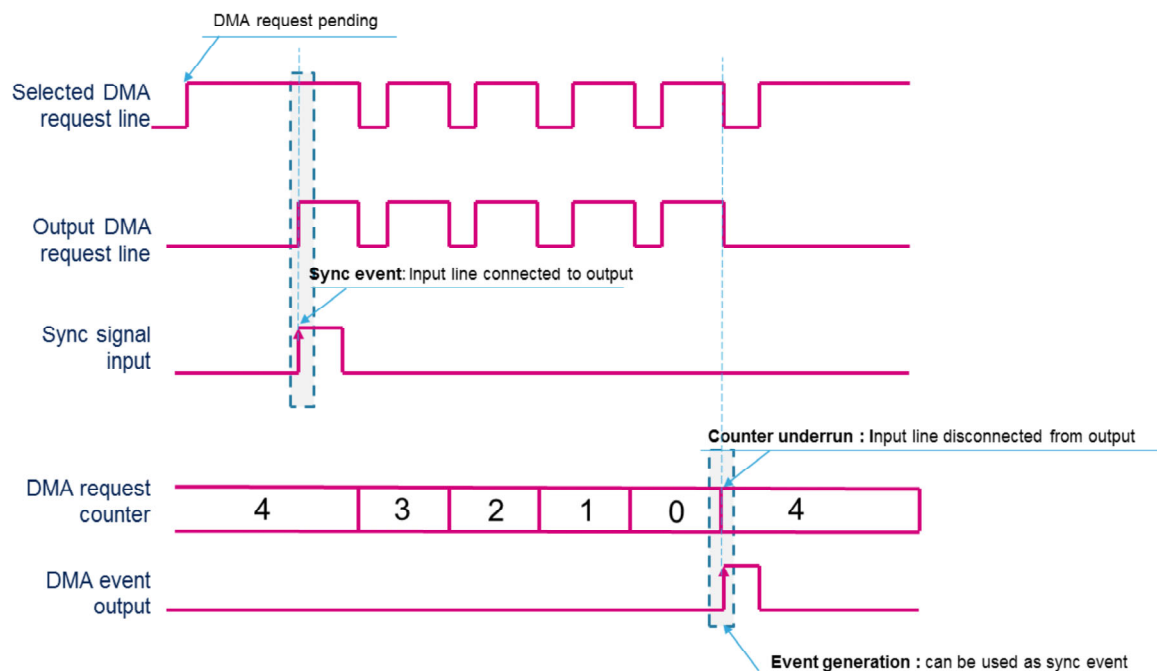 DMA request pending
Selected DMA
request line
Output DMA
request line
Sync event: Input line connected to output
Sync signal
input
Counter underrun : Input line disconnected from output
DMA request
counter
4 3 2 1 0 4
DMA event
output
Event generation : can be used as sync event